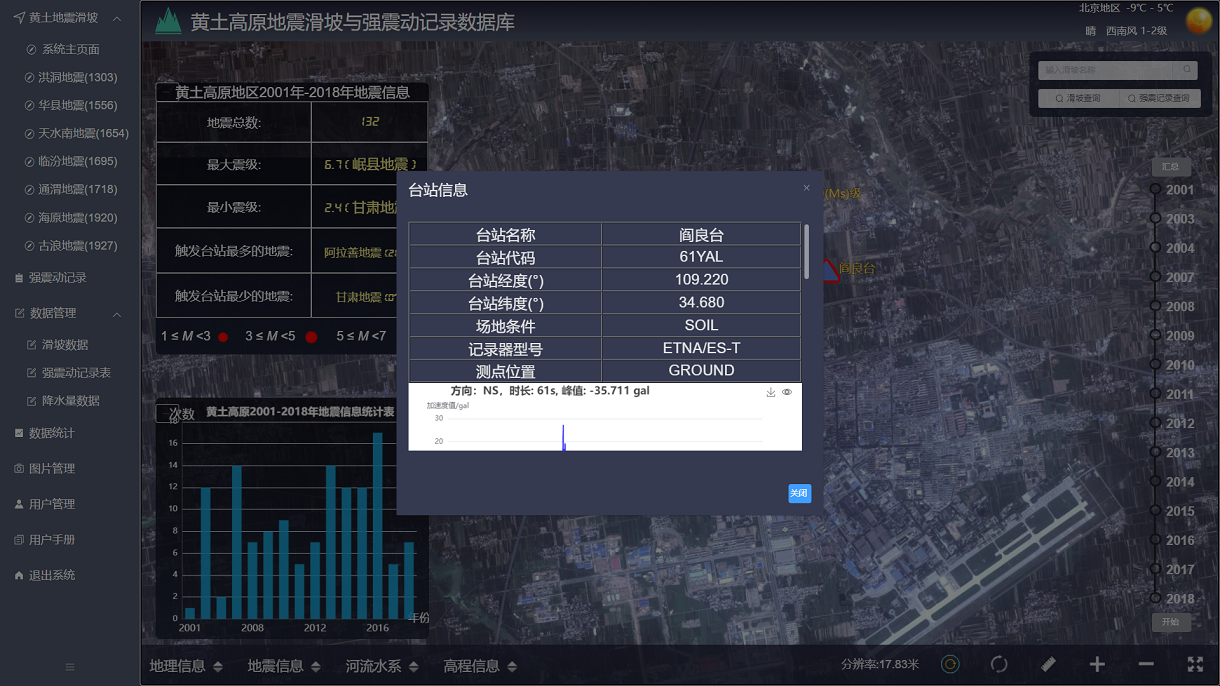 黄土地震滑坡
系统主页面
洪洞地震(1303)
华县地震(1556)
天水南地震(1654)
临汾地震(1695)
通渭地震(1718)
海原地震(1920)
古浪地震(1927)
强震动记录
数据管理
滑坡数据
强震动记录表
降水量数据
数据统计
图片管理
用户管理
用户手册
退出系统
黄土高原地震滑坡与强震动记录数据库
北京地区 -9℃ - 5℃
晴 西南风 1-2级
输入滑坡名称
滑坡查询
强震记录查询
黄土高原地区2001年-2018年地震信息
地震总数: 132
最大震级: 6.7( 岷县地震 )
最小震级: 2.4( 甘肃地
触发台站最多的地震: 阿拉善地震
触发台站最少的地震: 甘肃地震
1 ≤ M <3 3 ≤ M <5 5 ≤ M <7
次数
黄土高原2001-2018年地震信息统计表
18
16
14
12
10
8
6
4
2
0
2001 2008 2012 2016
年份
台站信息 ×
台站名称 阎良台
台站代码 61YAL
台站经度(°) 109.220
台站纬度(°) 34.680
场地条件 SOIL
记录器型号 ETNA/ES-T
测点位置 GROUND
方向：NS，时长: 61s, 峰值: -35.711 gal
加速度值/gal
30
20
关闭
(Ms)级
阎良台
汇总
2001
2003
2004
2007
2008
2009
2010
2011
2012
2013
2014
2015
2016
2017
2018
开始
地理信息
地震信息
河流水系
高程信息
分辨率:17.83米